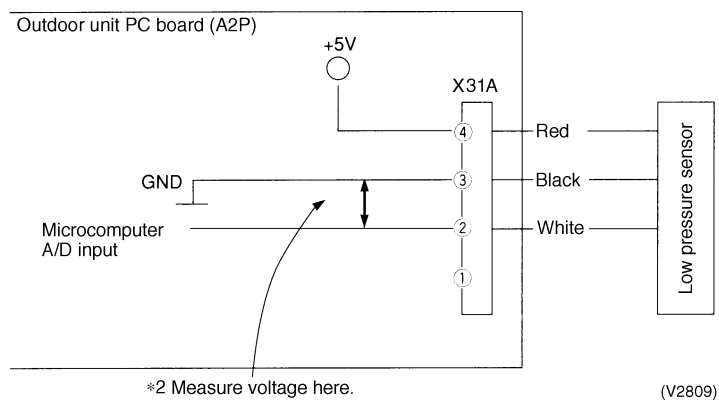 Outdoor unit PC board (A2P)
+5V
X31A
④
Red
GND
③
Black
Microcomputer
A/D input
②
White
①
Low pressure sensor
*2 Measure voltage here.
(V2809)